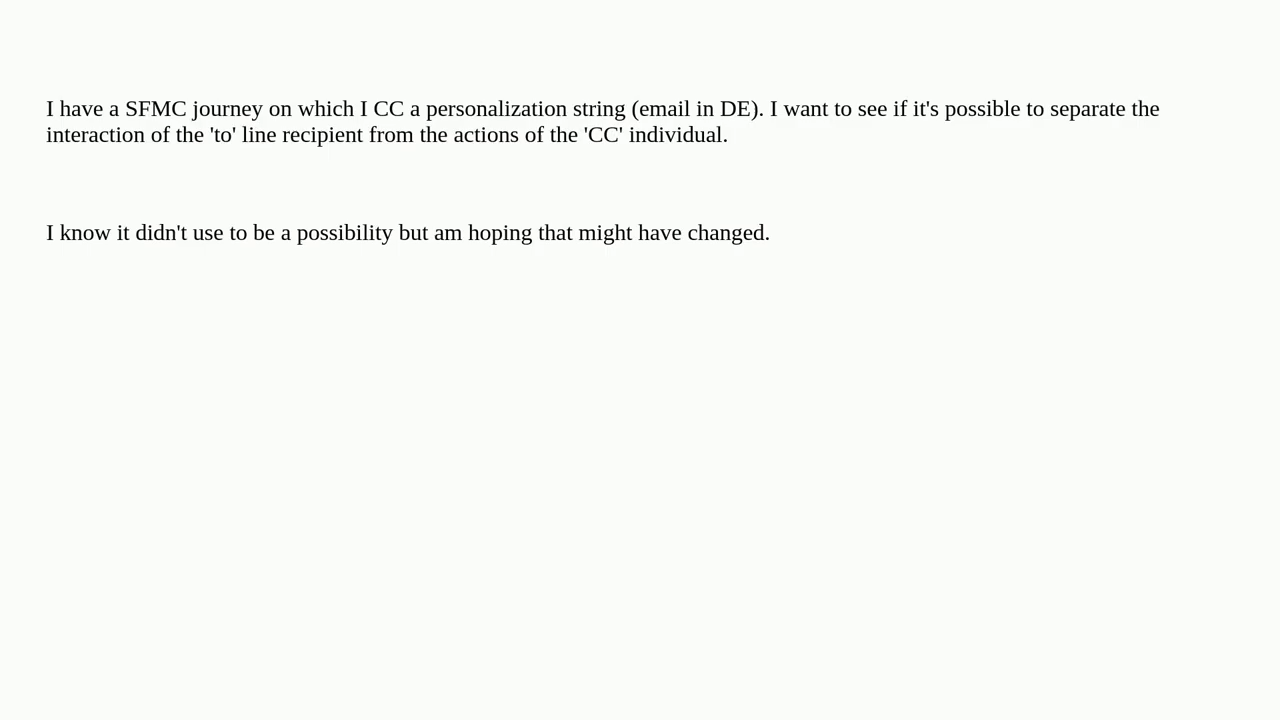 I have a SFMC journey on which I CC a personalization string (email in DE). I want to see if it's possible to separate the
interaction of the 'to' line recipient from the actions of the 'CC' individual.
I know it didn't use to be a possibility but am hoping that might have changed.